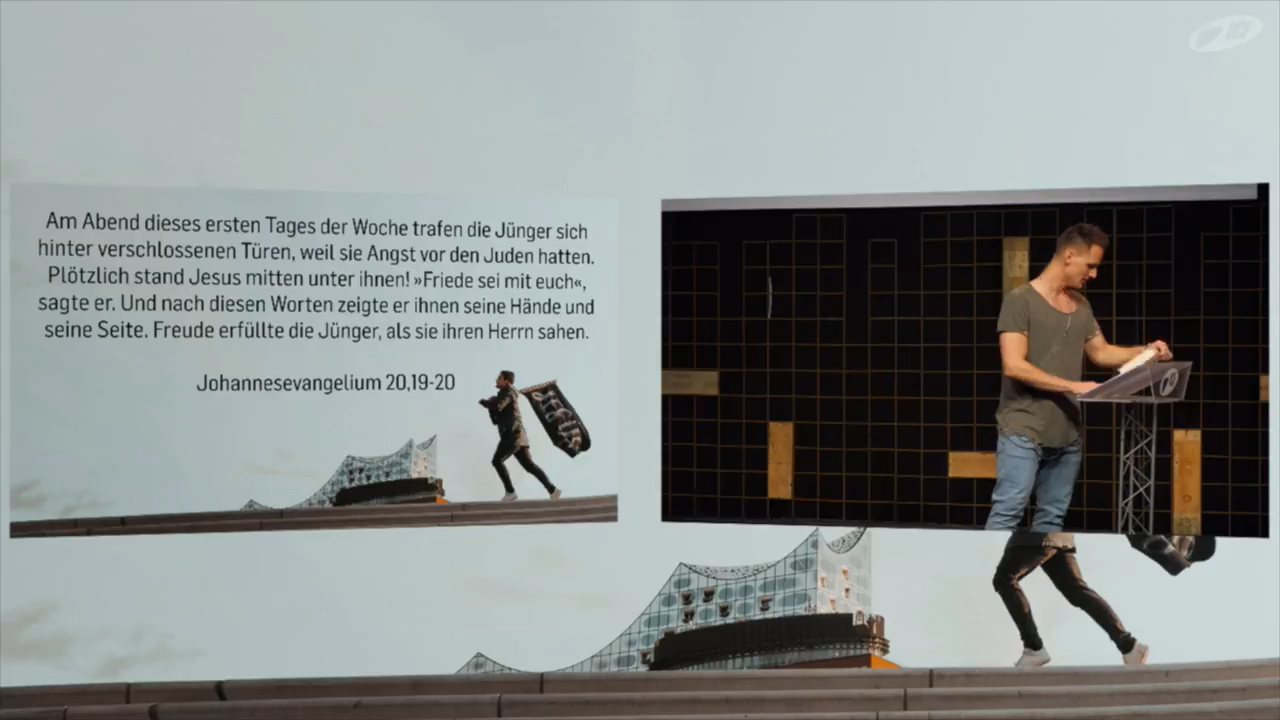 Am Abend dieses ersten Tages der Woche trafen die Jünger sich
hinter verschlossenen Türen, weil sie Angst vor den Juden hatten.
Plötzlich stand Jesus mitten unter ihnen! »Friede sei mit euch«,
sagte er. Und nach diesen Worten zeigte er ihnen seine Hände und
seine Seite. Freude erfüllte die Jünger, als sie ihren Herrn sahen.
Johannesevangelium 20,19-20